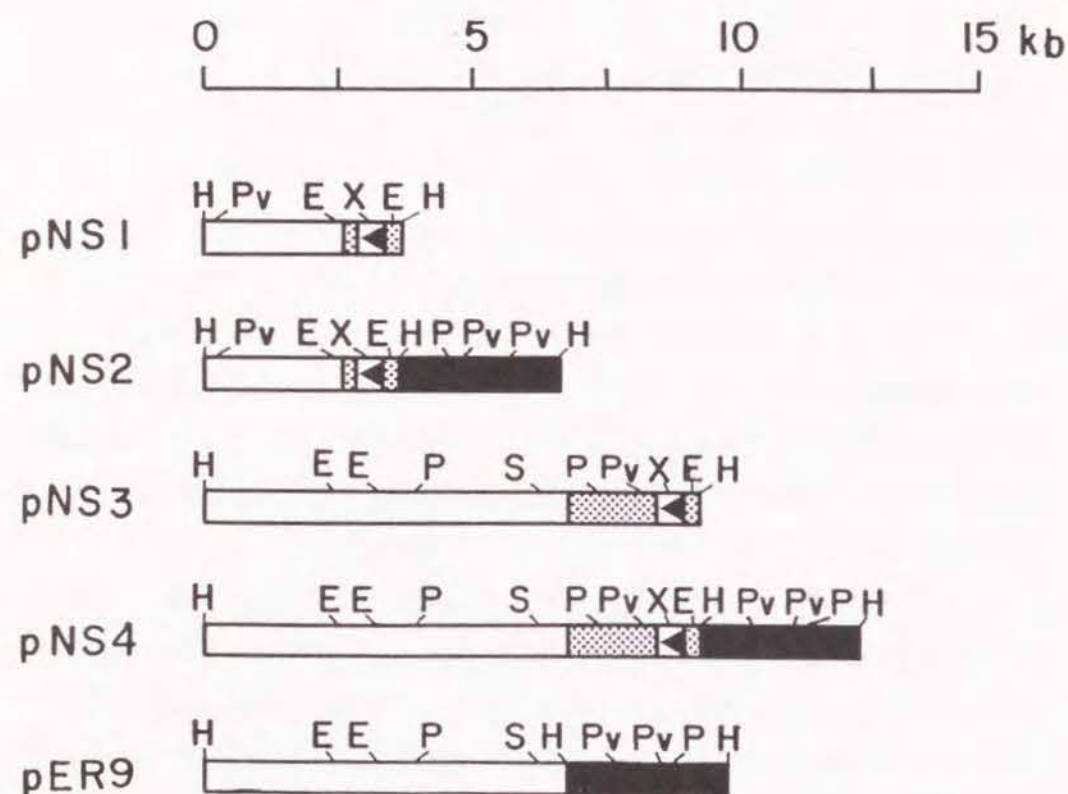 0 5 10 15 kb
H Pv E X E H
pNS1
H Pv E X E H P Pv Pv H
pNS2
H E E P S P Pv X E H
pNS3
H E E P S P Pv X E H Pv Pv P H
pNS4
H E E P S H Pv Pv P H
pER9